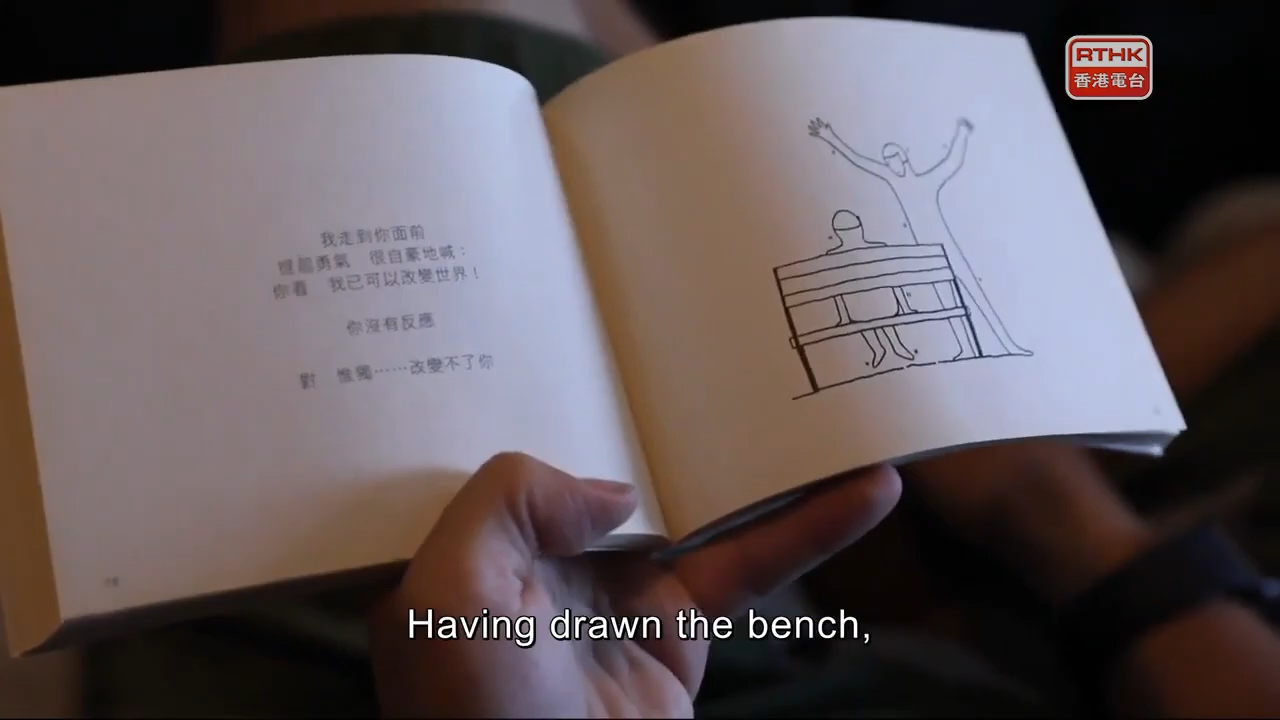 RTHK
香港電台
我走到你面前
提起勇氣　很自豪地喊：
你看　我已可以改變世界！
你沒有反應
對　惟獨……改變不了你
Having drawn the bench,